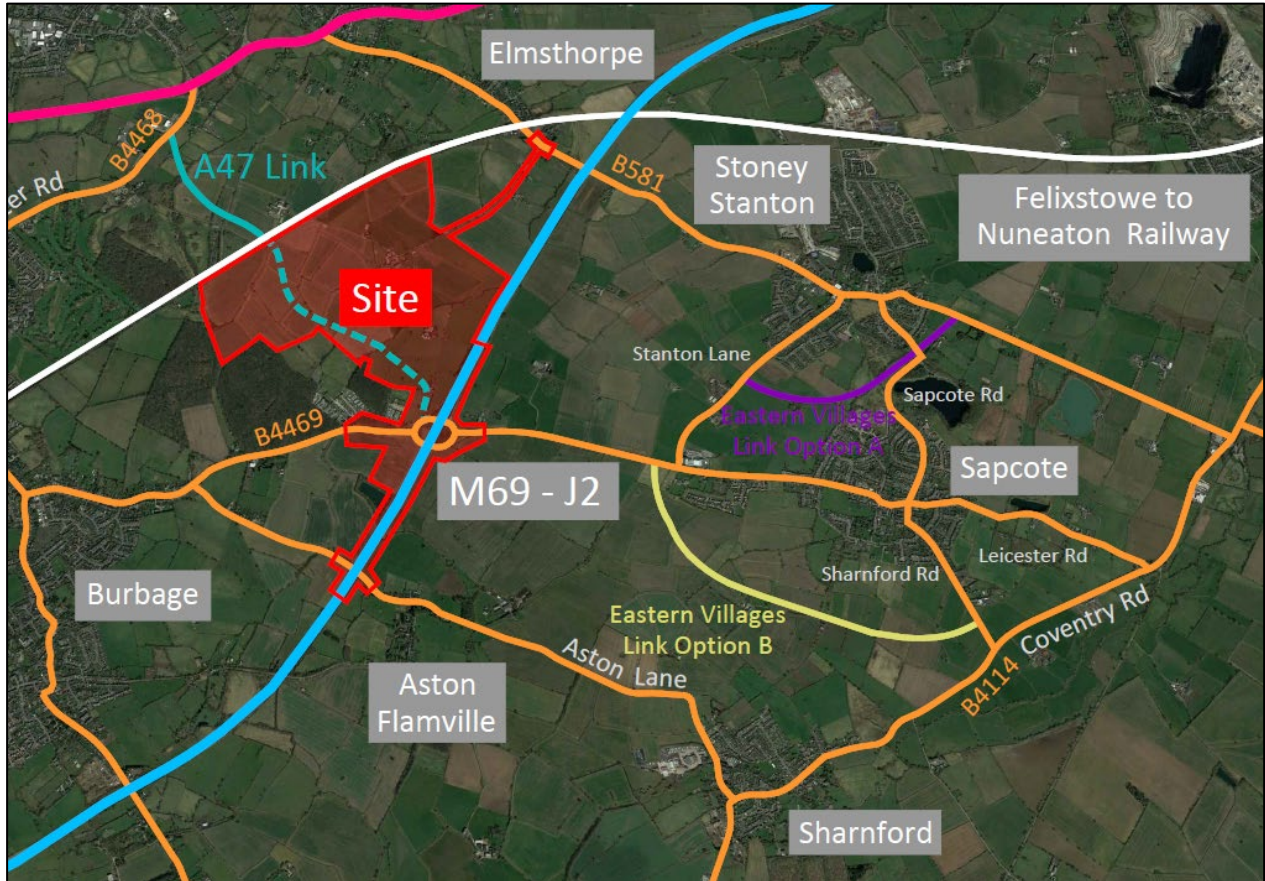 Elmsthorpe
B4468
A47 Link
er Rd
B581
Stoney
Stanton
Felixstowe to
Nuneaton Railway
Site
Stanton Lane
Sapcote Rd
Eastern Villages
Link Option A
B4469
M69 - J2
Sapcote
Burbage
Sharnford Rd
Leicester Rd
Eastern Villages
Link Option B
Coventry Rd
Aston Lane
B4114
Aston
Flamville
Sharnford